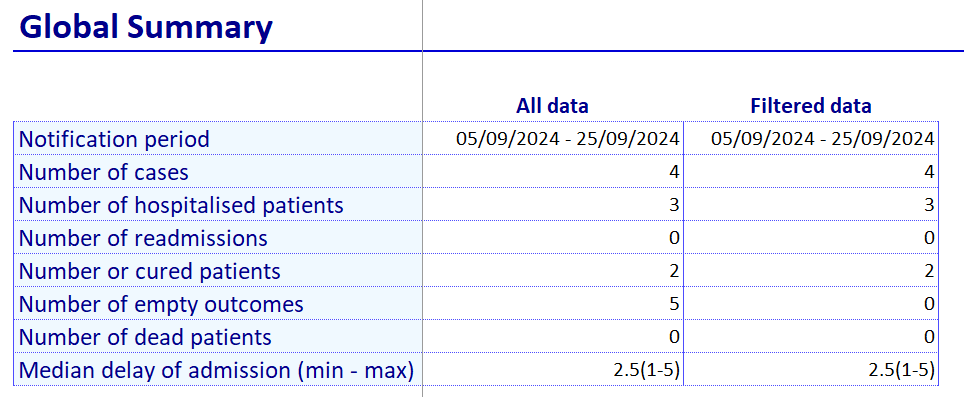 Global Summary
All data Filtered data
Notification period 05/09/2024 - 25/09/2024 05/09/2024 - 25/09/2024
Number of cases 4 4
Number of hospitalised patients 3 3
Number of readmissions 0 0
Number or cured patients 2 2
Number of empty outcomes 5 0
Number of dead patients 0 0
Median delay of admission (min - max) 2.5(1-5) 2.5(1-5)